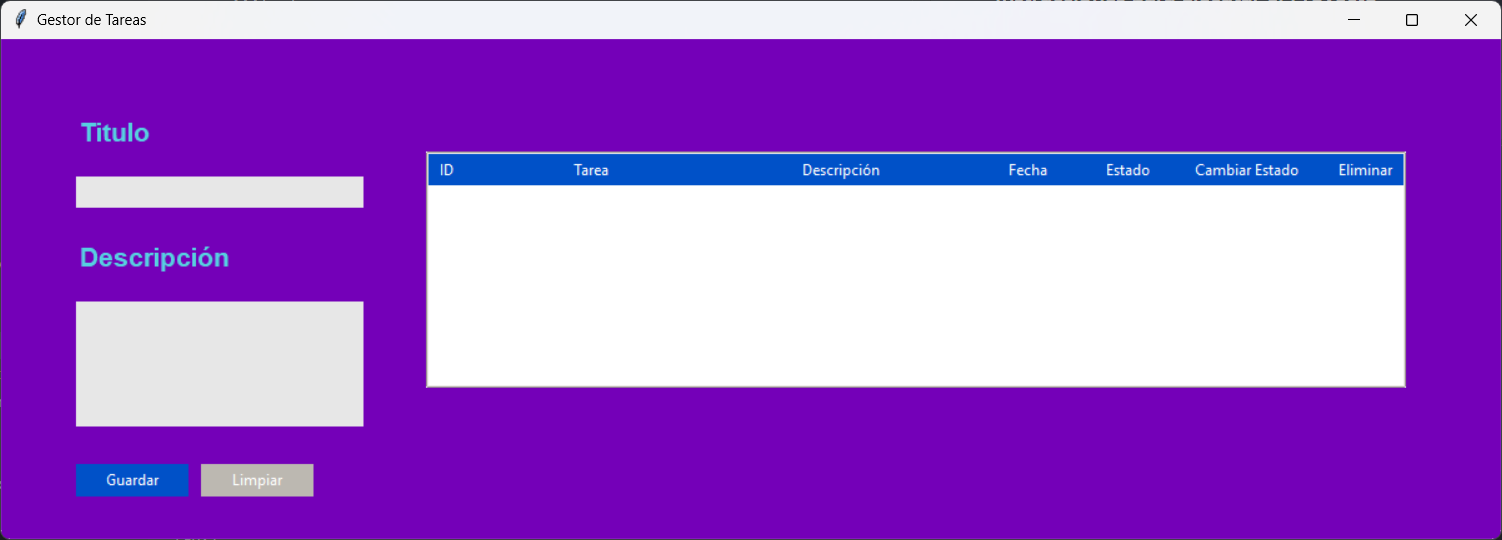 Gestor de Tareas
Titulo
Descripción
Guardar Limpiar
ID Tarea Descripción Fecha Estado Cambiar Estado Eliminar